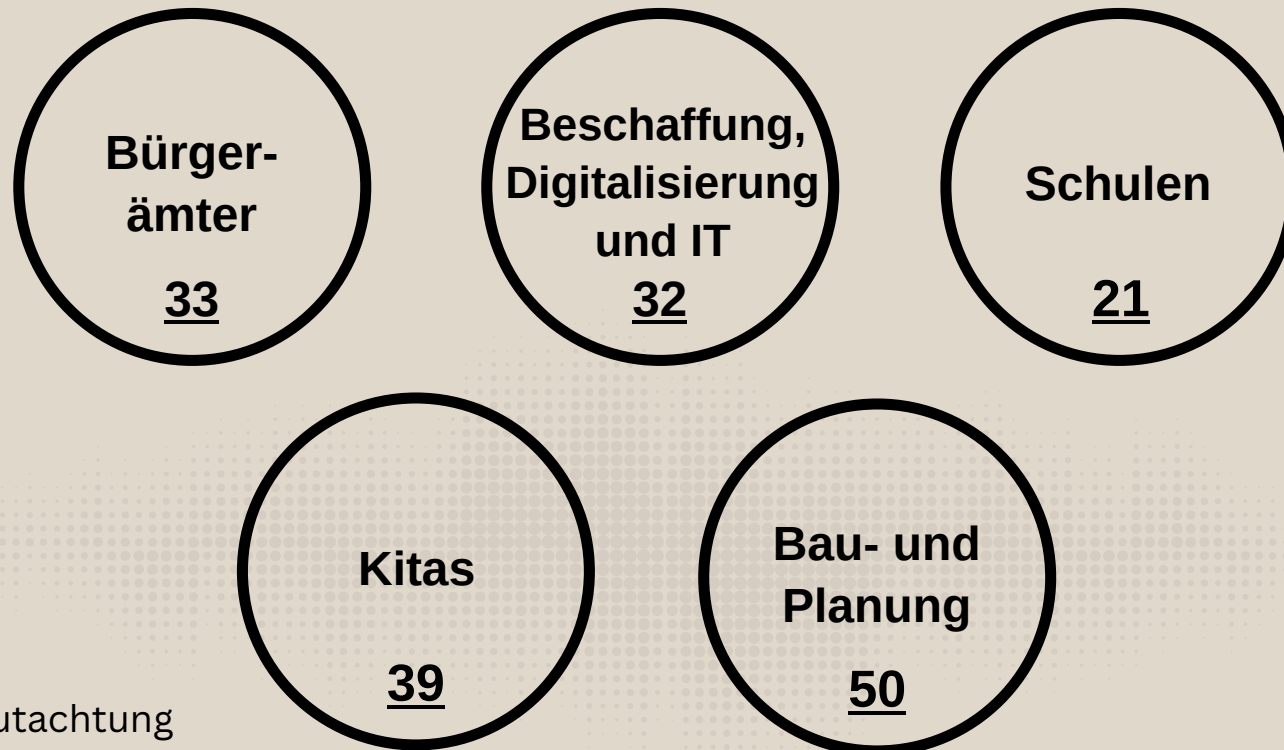 Bürger-
ämter
33
Beschaffung,
Digitalisierung
und IT
32
Schulen
21
Kitas
39
Bau- und
Planung
50
utachtung